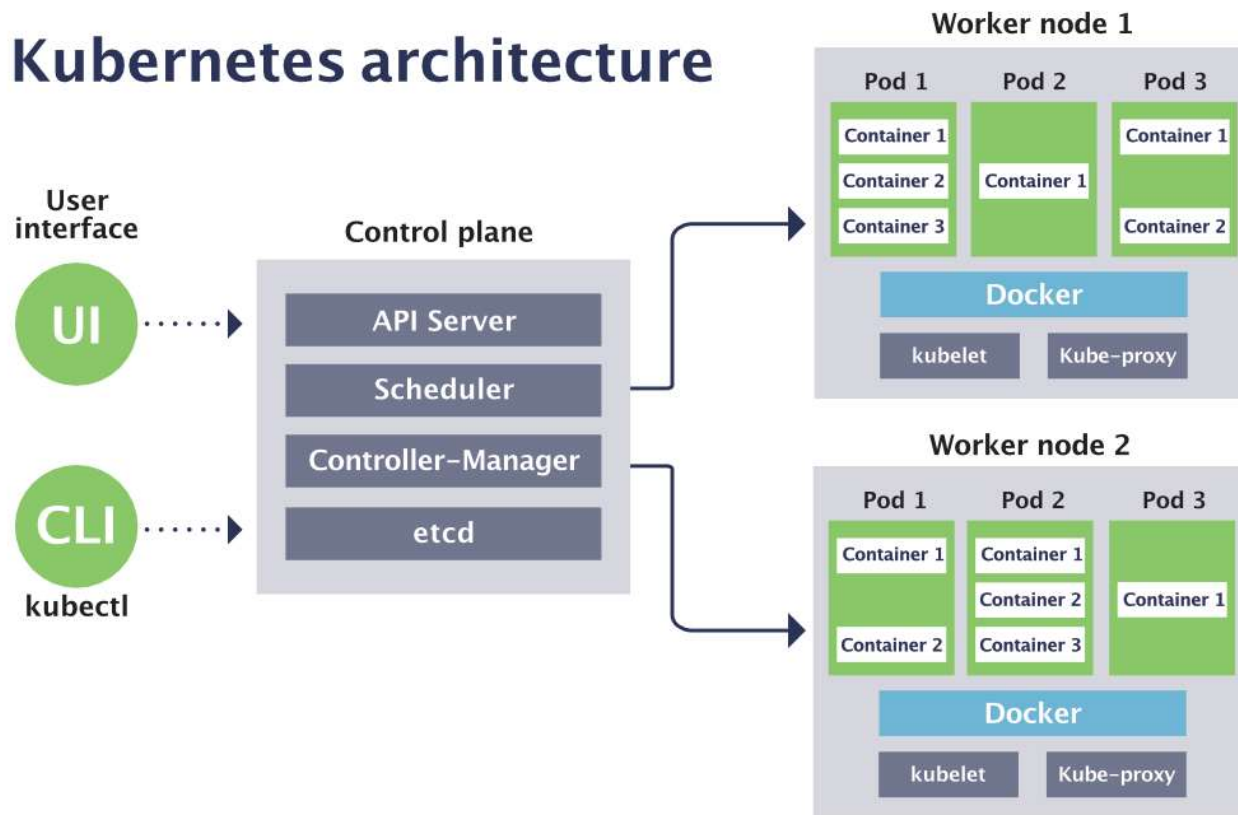 Kubernetes architecture
User
interface
UI
CLI
kubectl
Control plane
API Server
Scheduler
Controller-Manager
etcd
Worker node 1
Pod 1
Pod 2
Pod 3
Container 1
Container 2
Container 3
Container 1
Container 1
Container 2
Docker
kubelet
Kube-proxy
Worker node 2
Pod 1
Pod 2
Pod 3
Container 1
Container 2
Container 1
Container 2
Container 3
Container 1
Docker
kubelet
Kube-proxy